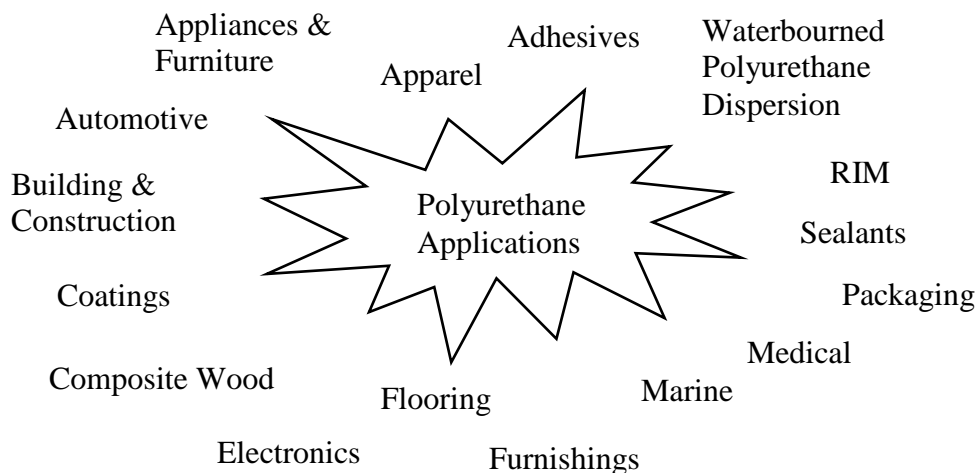 Appliances &
Furniture
Apparel
Adhesives
Waterbourned
Polyurethane
Dispersion
Automotive
RIM
Building &
Construction
Polyurethane
Applications
Sealants
Coatings
Packaging
Medical
Composite Wood
Flooring
Marine
Electronics
Furnishings